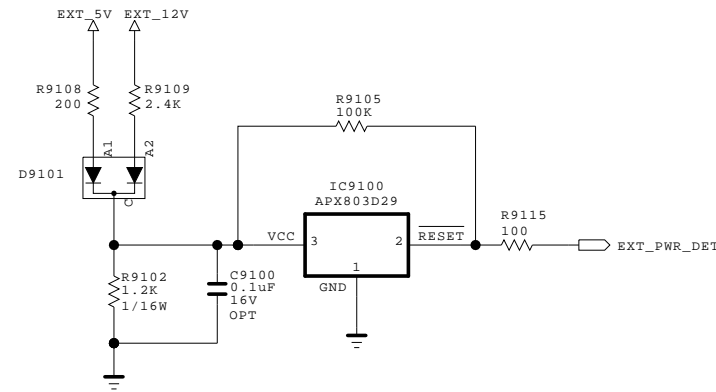 EXT_5V EXT_12V
R9108
200
R9109
2.4K
R9105
100K
A1
A2
D9101
C
IC9100
APX803D29
R9115
100
VCC
3
2
RESET
EXT_PWR_DET
1
GND
R9102
1.2K
1/16W
C9100
0.1uF
16V
OPT